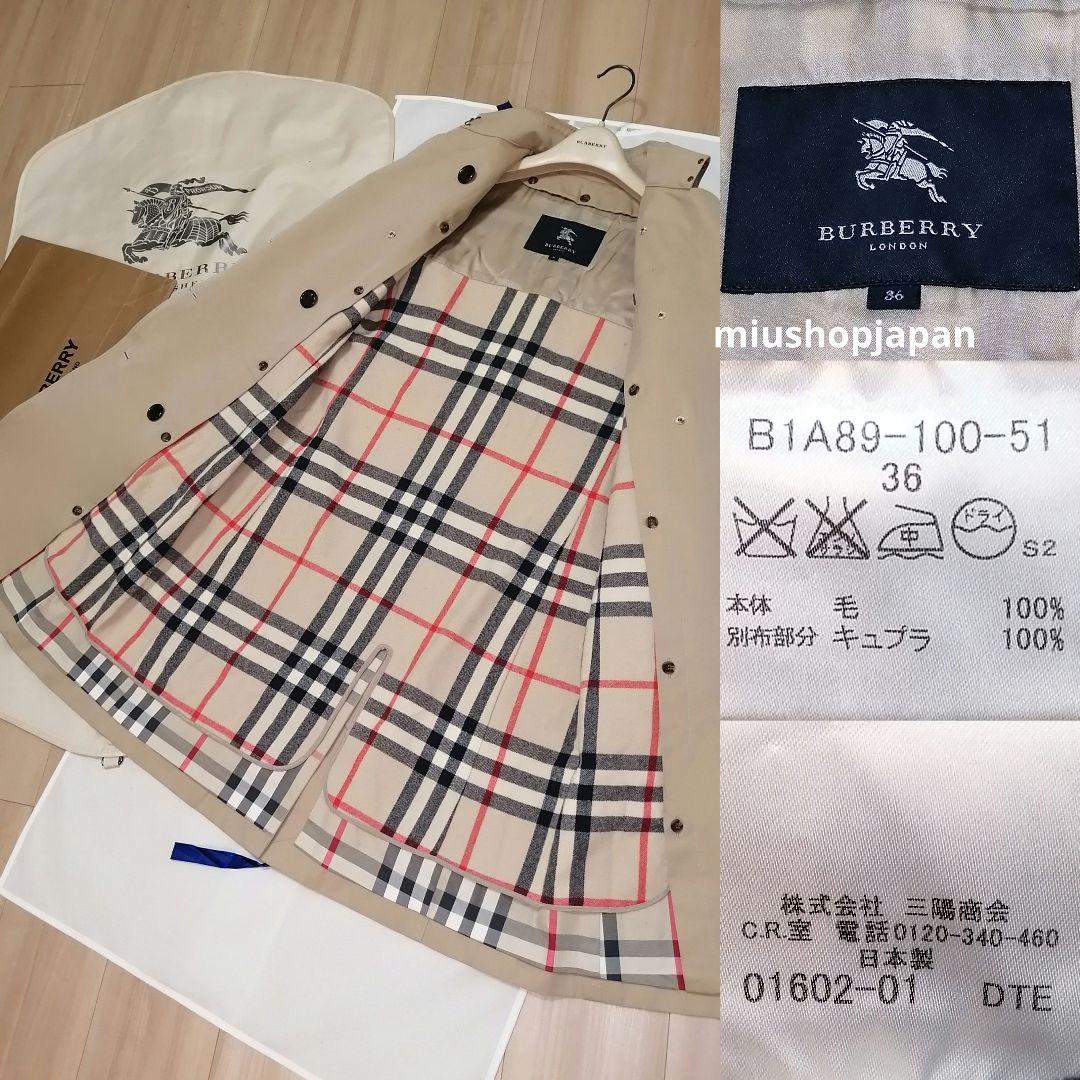 PRORSUM
BURBERRY
BURBERRY
LONDON
36
miushopjapan
B1A89-100-51
36
ドライ
中
S2
本体 毛 100%
別布部分 キュプラ 100%
株式会社 三陽商会
C.R.室 電話0120-340-460
日本製
01602-01 DTE